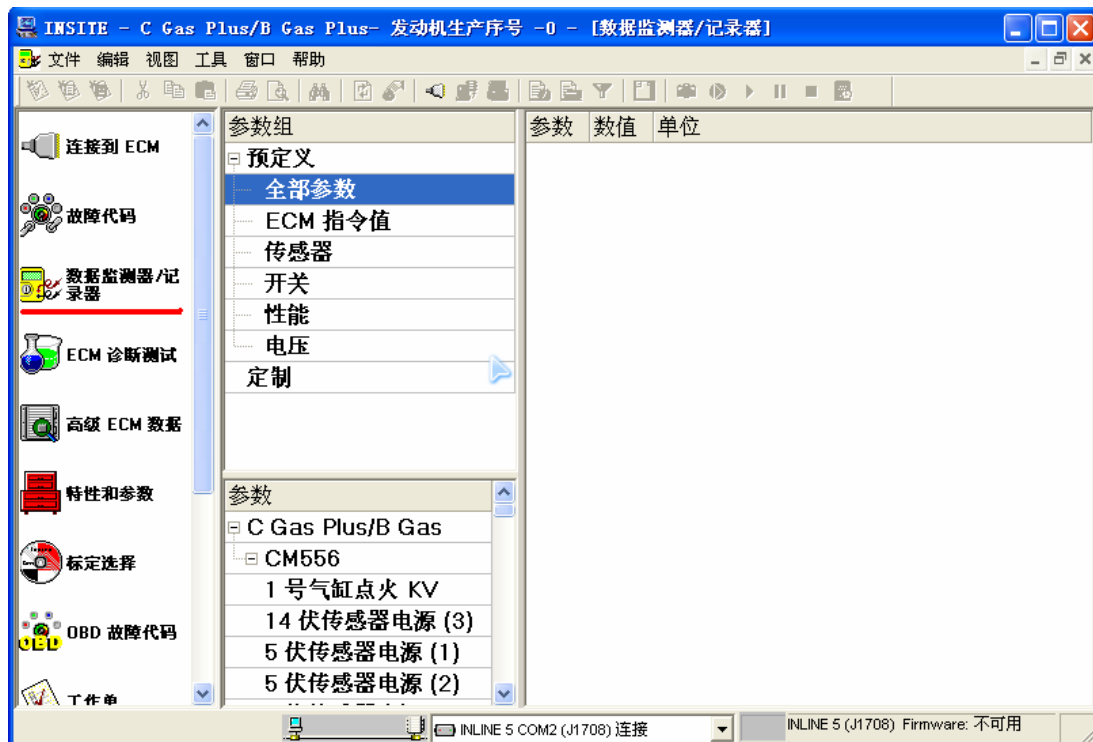 INSITE - C Gas Plus/B Gas Plus- 发动机生产序号 -0 - [数据监测器/记录器]
文件 编辑 视图 工具 窗口 帮助
连接到 ECM
故障代码
数据监测器/记
录器
ECM 诊断测试
高级 ECM 数据
特性和参数
标定选择
OBD 故障代码
工作单
参数组
预定义
全部参数
ECM 指令值
传感器
开关
性能
电压
定制
参数
C Gas Plus/B Gas
CM556
1 号气缸点火 KV
14 伏传感器电源 (3)
5 伏传感器电源 (1)
5 伏传感器电源 (2)
参数 数值 单位
INLINE 5 COM2 (J1708) 连接
INLINE 5 (J1708) Firmware: 不可用